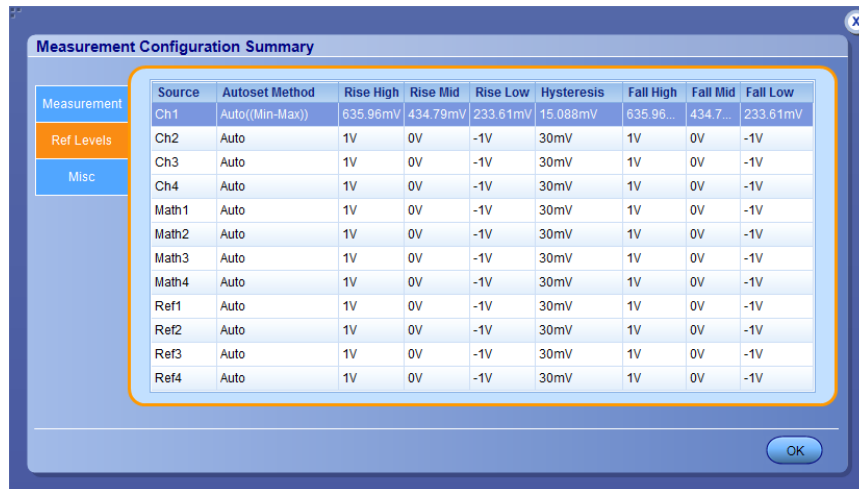 X
Measurement Configuration Summary
Measurement
Ref Levels
Misc
Source Autoset Method Rise High Rise Mid Rise Low Hysteresis Fall High Fall Mid Fall Low
Ch1 Auto((Min-Max)) 635.96mV 434.79mV 233.61mV 15.088mV 635.96... 434.7... 233.61mV
Ch2 Auto 1V 0V -1V 30mV 1V 0V -1V
Ch3 Auto 1V 0V -1V 30mV 1V 0V -1V
Ch4 Auto 1V 0V -1V 30mV 1V 0V -1V
Math1 Auto 1V 0V -1V 30mV 1V 0V -1V
Math2 Auto 1V 0V -1V 30mV 1V 0V -1V
Math3 Auto 1V 0V -1V 30mV 1V 0V -1V
Math4 Auto 1V 0V -1V 30mV 1V 0V -1V
Ref1 Auto 1V 0V -1V 30mV 1V 0V -1V
Ref2 Auto 1V 0V -1V 30mV 1V 0V -1V
Ref3 Auto 1V 0V -1V 30mV 1V 0V -1V
Ref4 Auto 1V 0V -1V 30mV 1V 0V -1V
OK